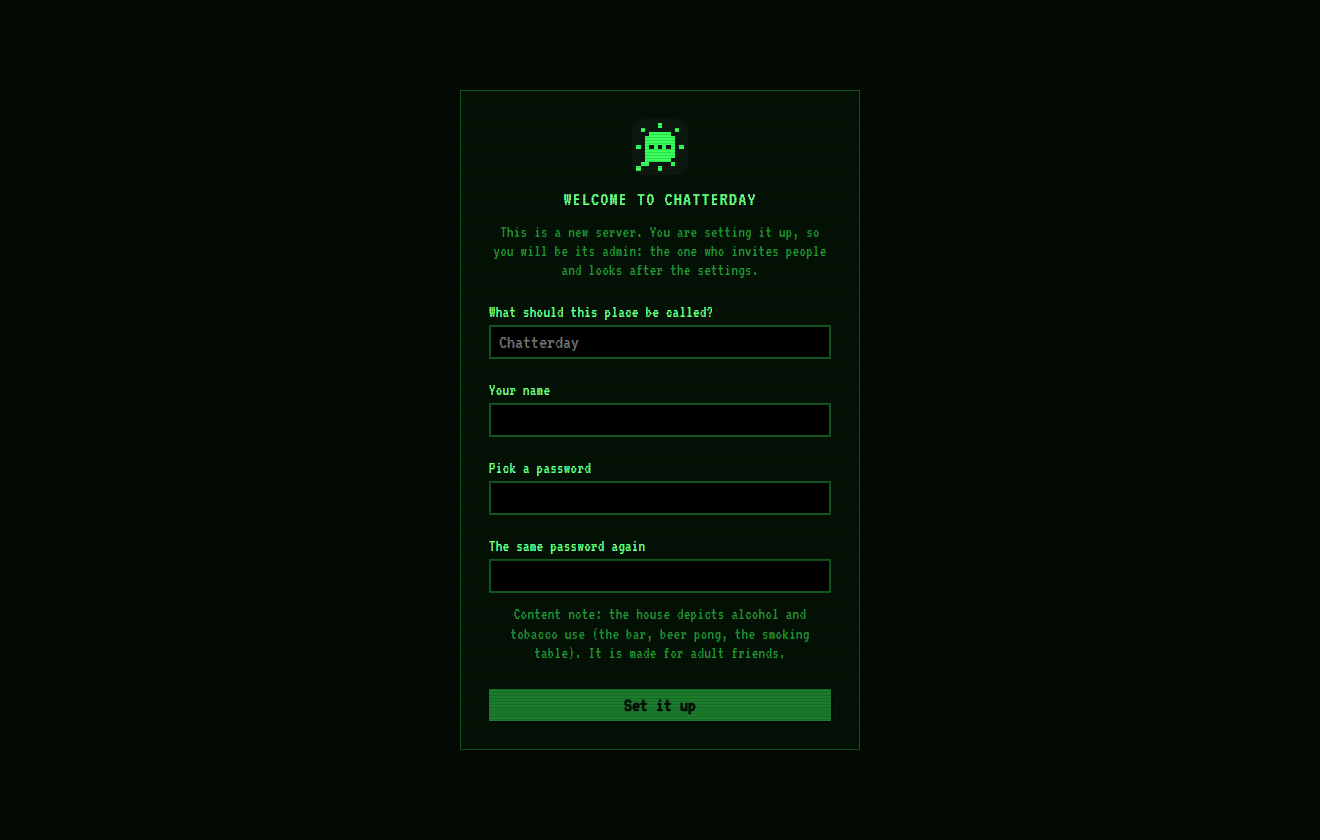 WELCOME TO CHATTERDAY
This is a new server. You are setting it up, so
you will be its admin: the one who invites people
and looks after the settings.
What should this place be called?
Chatterday
Your name
Pick a password
The same password again
Content note: the house depicts alcohol and
tobacco use (the bar, beer pong, the smoking
table). It is made for adult friends.
Set it up